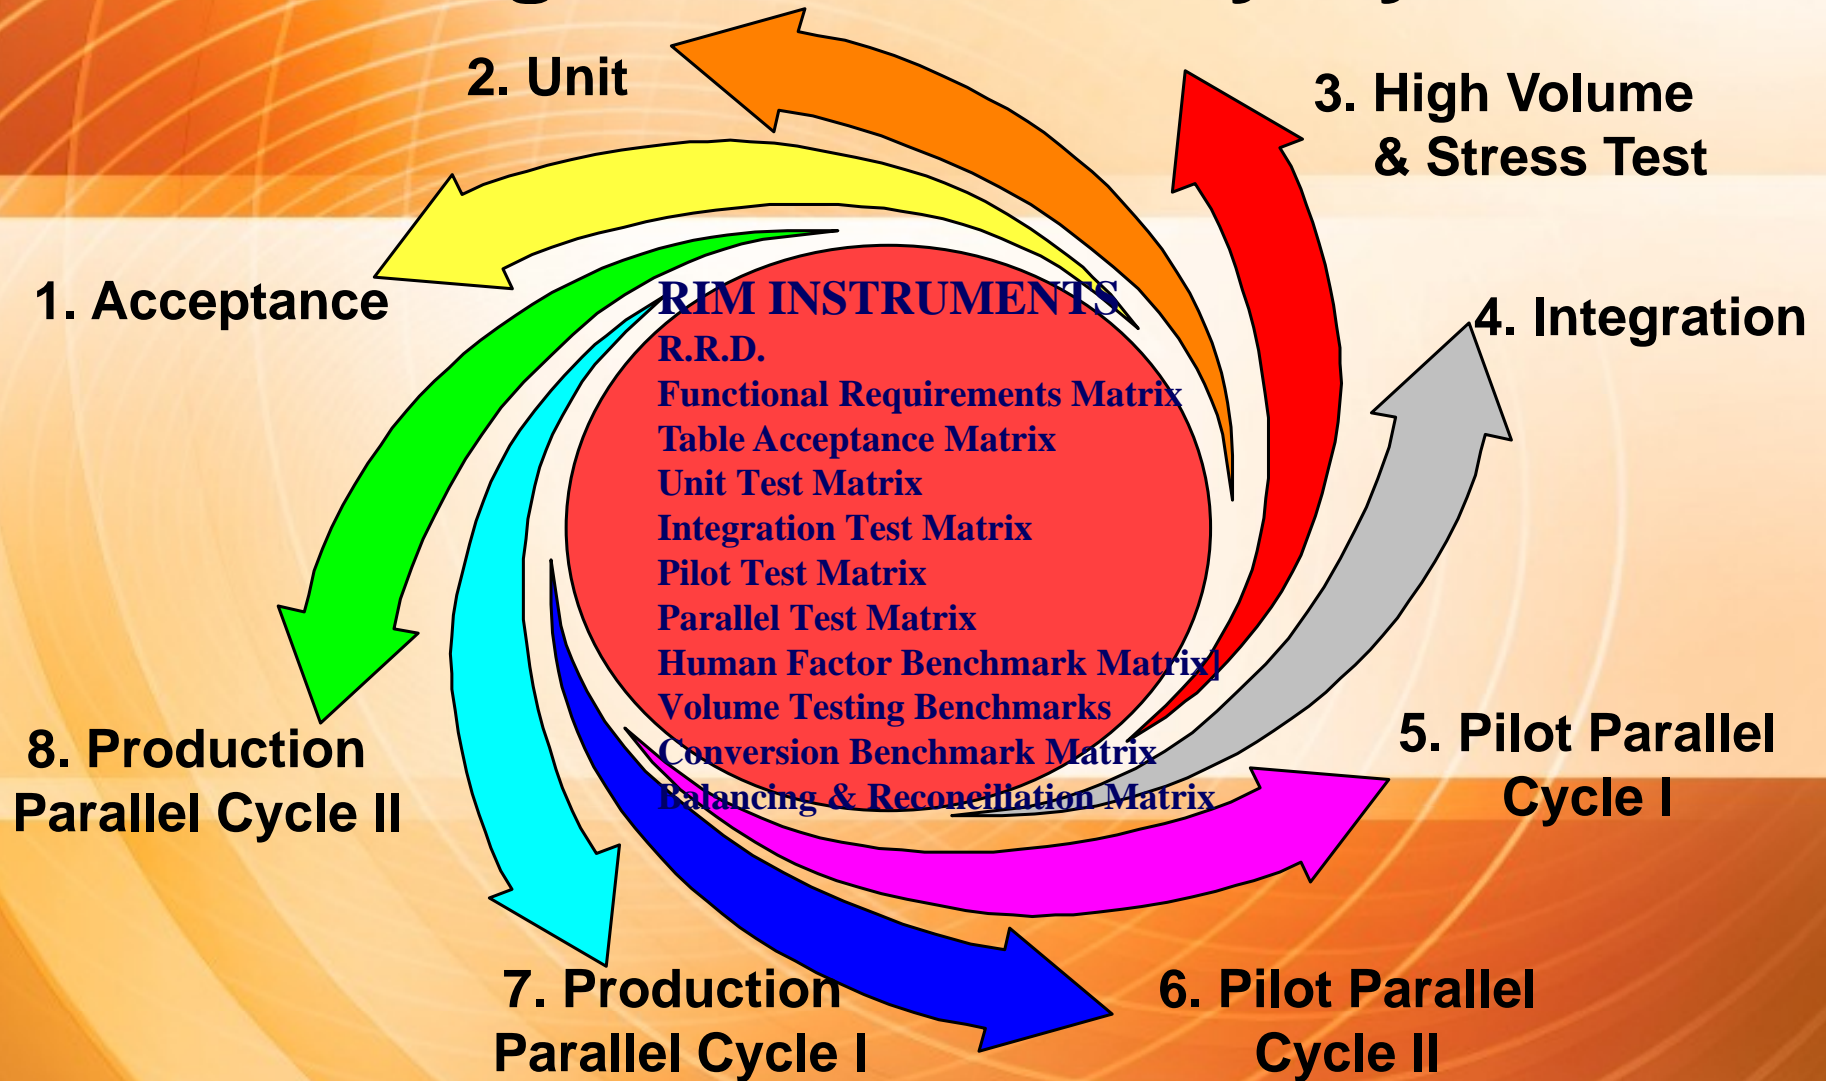 2. Unit
3. High Volume
& Stress Test
1. Acceptance
4. Integration
RIM INSTRUMENTS
R.R.D.
Functional Requirements Matrix
Table Acceptance Matrix
Unit Test Matrix
Integration Test Matrix
Pilot Test Matrix
Parallel Test Matrix
Human Factor Benchmark Matrix]
Volume Testing Benchmarks
Conversion Benchmark Matrix
Balancing & Reconciliation Matrix
5. Pilot Parallel
Cycle I
8. Production
Parallel Cycle II
7. Production
Parallel Cycle I
6. Pilot Parallel
Cycle II